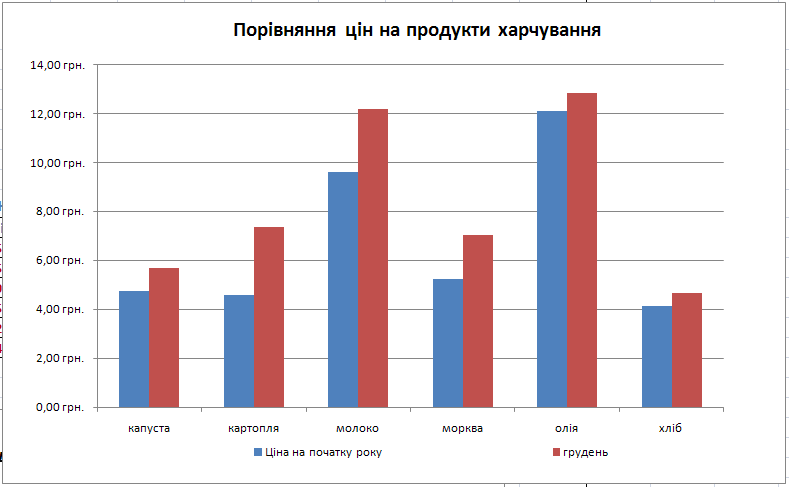 Порівняння цін на продукти харчування
14,00 грн.
12,00 грн.
10,00 грн.
8,00 грн.
6,00 грн.
4,00 грн.
2,00 грн.
0,00 грн.
капуста картопля молоко морква олія хліб
Ціна на початку року грудень